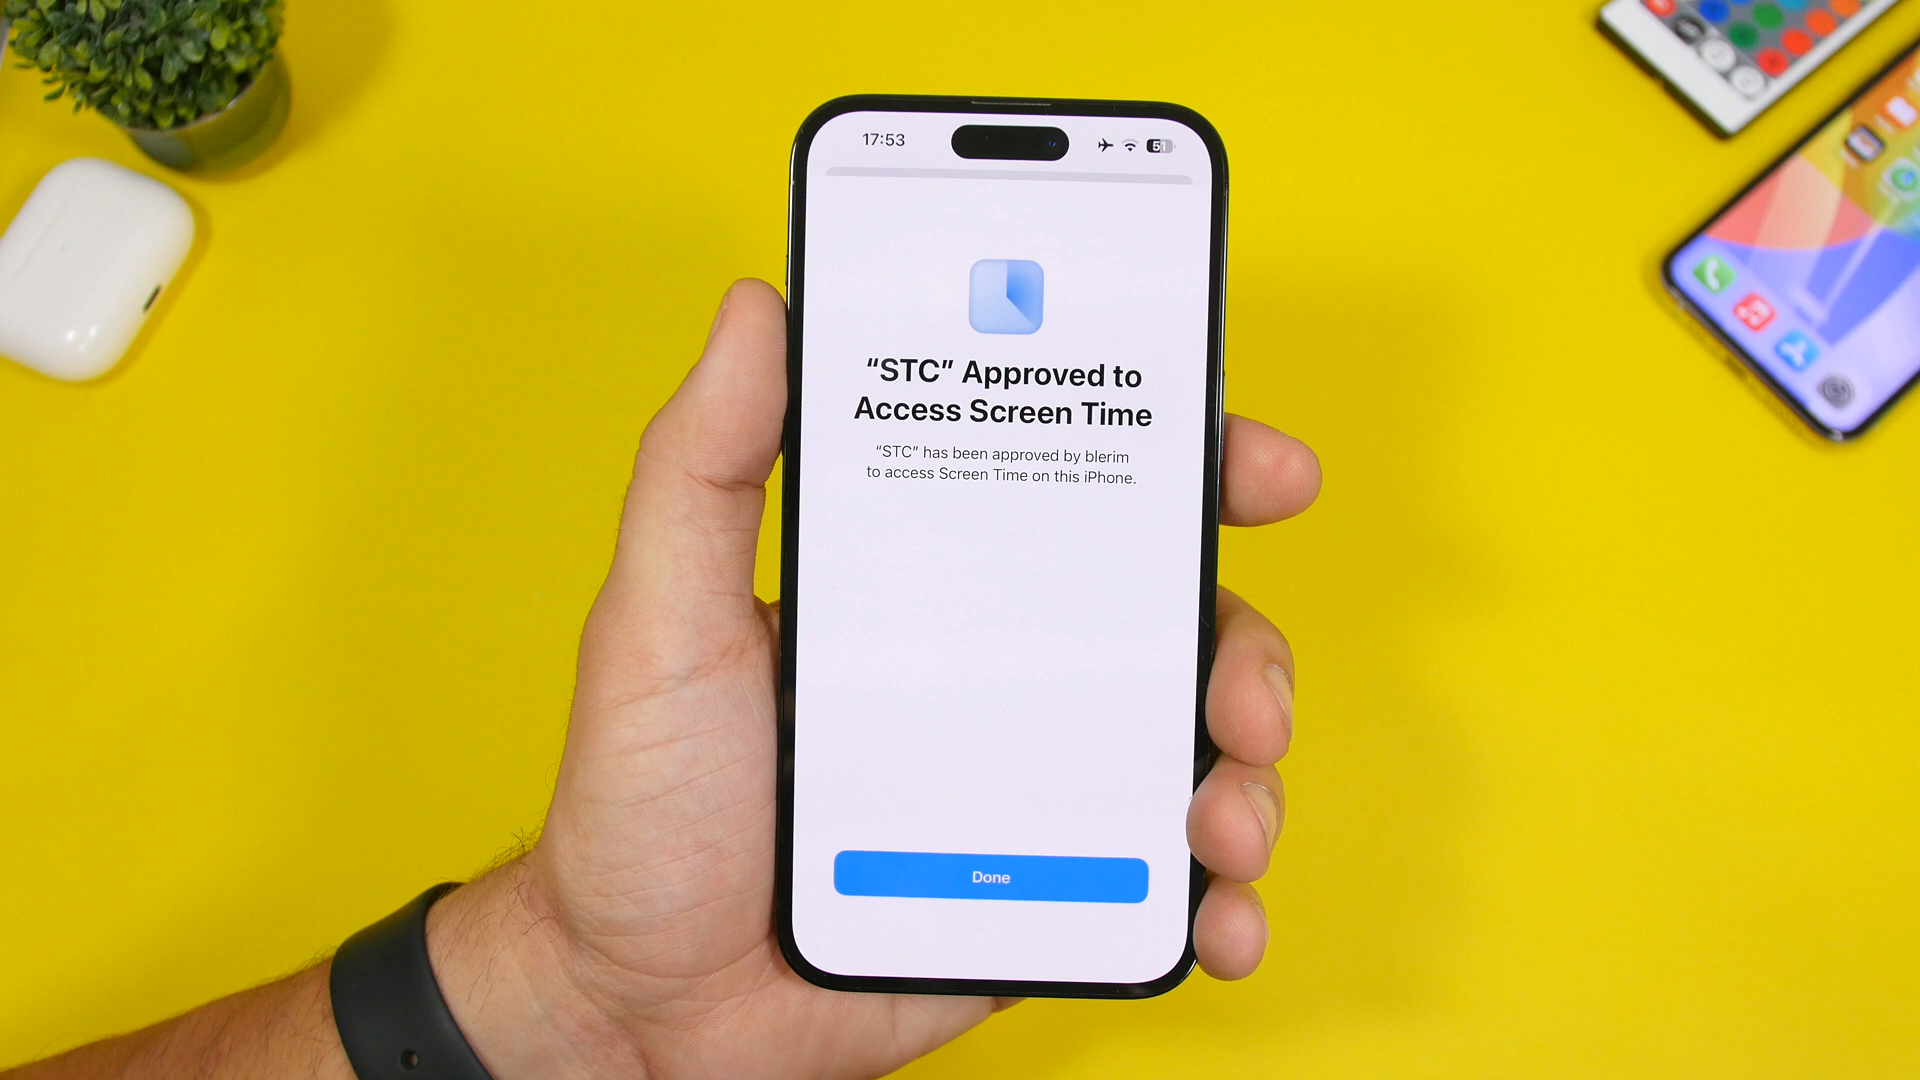 17:53
51
“STC” Approved to
Access Screen Time
“STC” has been approved by blerim
to access Screen Time on this iPhone.
Done